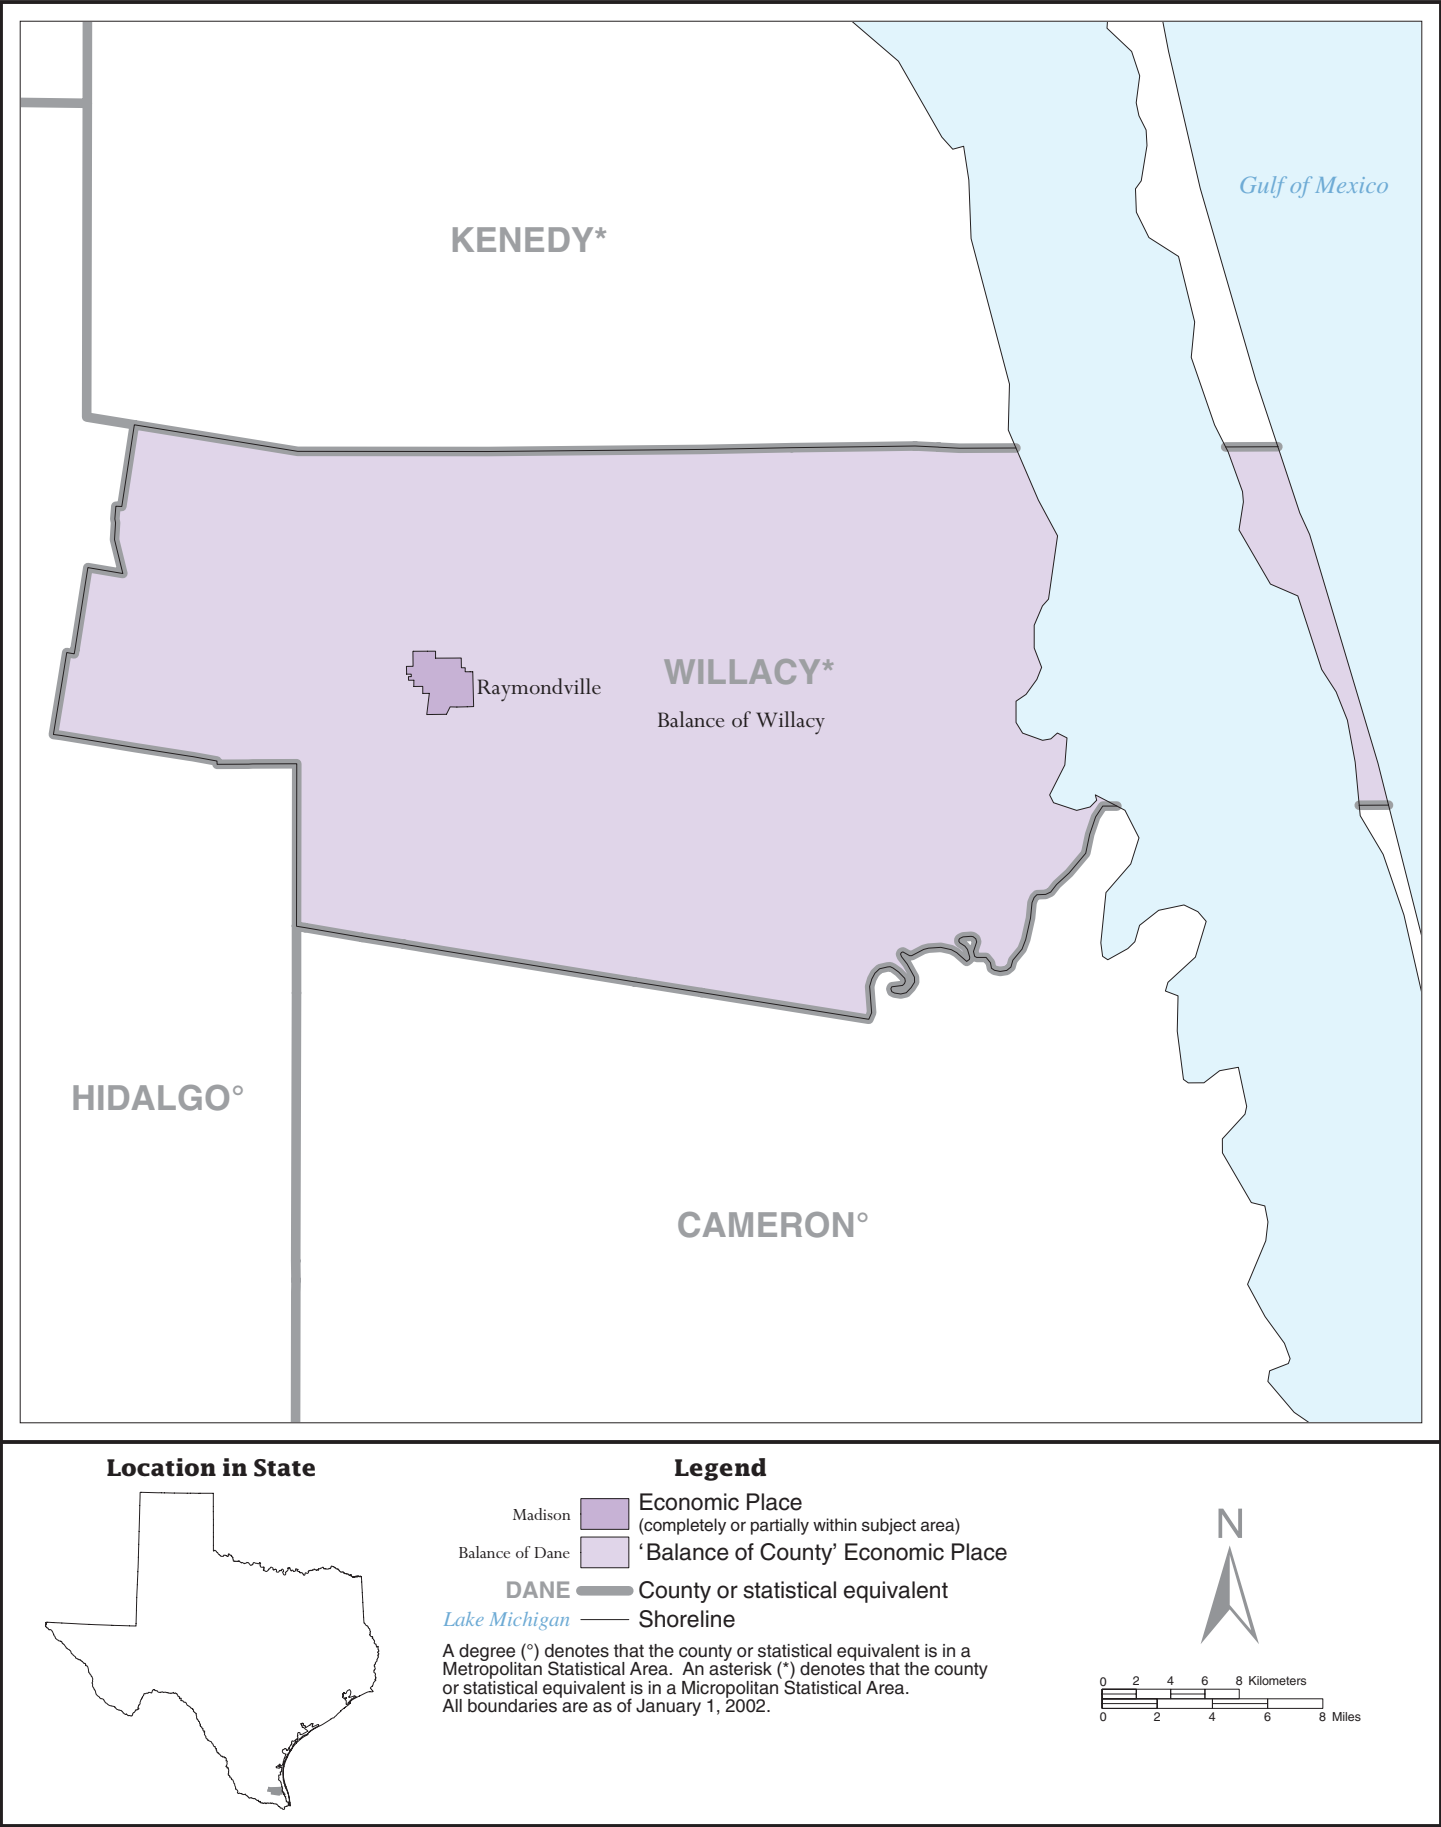 Gulf of Mexico
KENEDY*
WILLACY*
Raymondville
Balance of Willacy
HIDALGO°
CAMERON°
Location in State
Legend
Madison
Economic Place
(completely or partially within subject area)
Balance of Dane
‘Balance of County’ Economic Place
DANE
County or statistical equivalent
Lake Michigan
Shoreline
A degree (°) denotes that the county or statistical equivalent is in a
Metropolitan Statistical Area.  An asterisk (*) denotes that the county
or statistical equivalent is in a Micropolitan Statistical Area.
All boundaries are as of January 1, 2002.
N
0 2 4 6 8 Kilometers
0 2 4 6 8 Miles